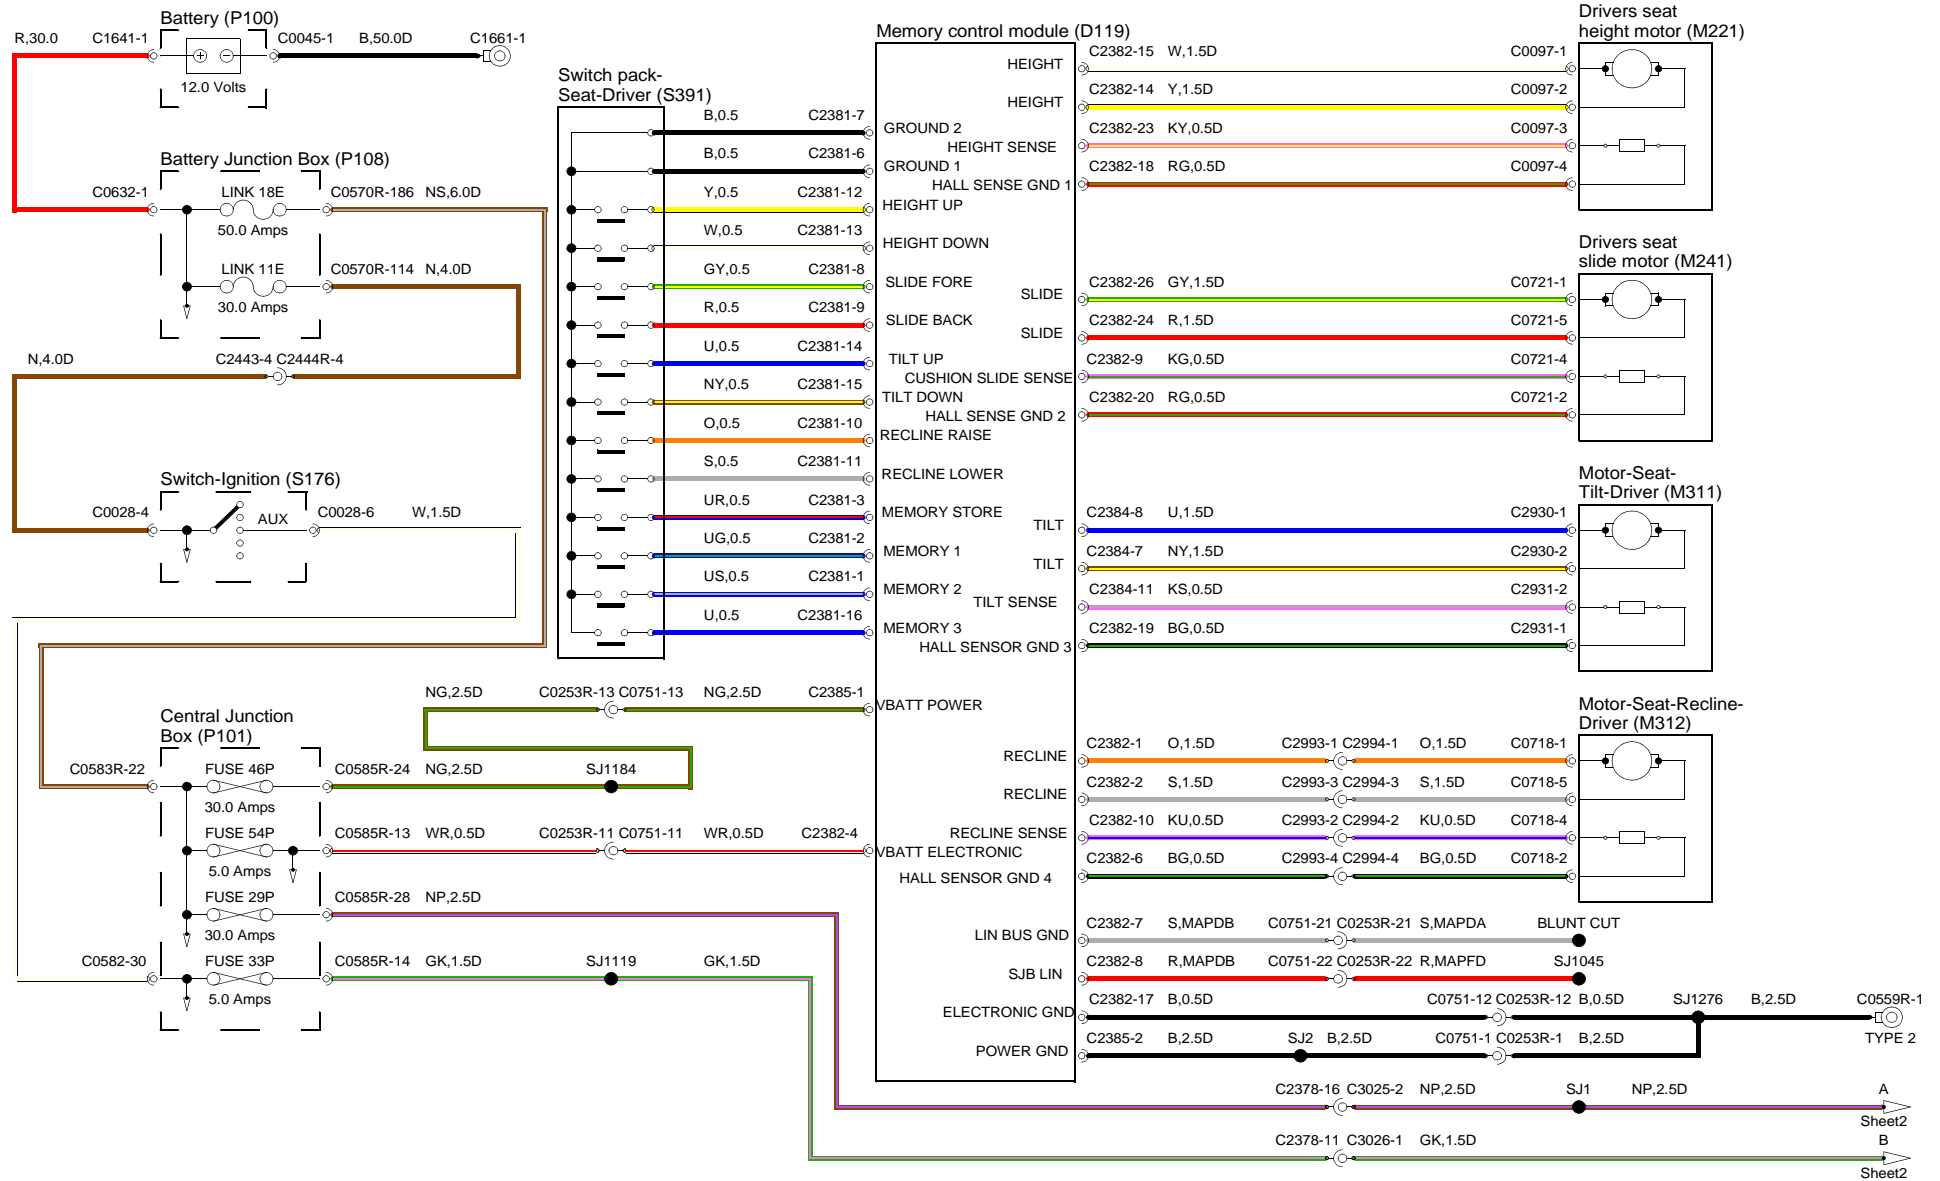 Battery (P100)
R,30.0 C1641-1 C0045-1 B,50.0D C1661-1
12.0 Volts
Battery Junction Box (P108)
C0632-1 LINK 18E C0570R-186 NS,6.0D
50.0 Amps
LINK 11E C0570R-114 N,4.0D
30.0 Amps
N,4.0D C2443-4 C2444R-4
Switch-Ignition (S176)
C0028-4 AUX C0028-6 W,1.5D
Central Junction
Box (P101)
C0583R-22 FUSE 46P C0585R-24 NG,2.5D SJ1184
30.0 Amps
FUSE 54P C0585R-13 WR,0.5D C0253R-11 C0751-11 WR,0.5D C2382-4
5.0 Amps
FUSE 29P C0585R-28 NP,2.5D
30.0 Amps
C0582-30 FUSE 33P C0585R-14 GK,1.5D SJ1119 GK,1.5D
5.0 Amps
NG,2.5D C0253R-13 C0751-13 NG,2.5D C2385-1
Switch pack-
Seat-Driver (S391)
B,0.5 C2381-7
B,0.5 C2381-6
Y,0.5 C2381-12
W,0.5 C2381-13
GY,0.5 C2381-8
R,0.5 C2381-9
U,0.5 C2381-14
NY,0.5 C2381-15
O,0.5 C2381-10
S,0.5 C2381-11
UR,0.5 C2381-3
UG,0.5 C2381-2
US,0.5 C2381-1
U,0.5 C2381-16
Memory control module (D119)
HEIGHT
HEIGHT
GROUND 2
HEIGHT SENSE
GROUND 1
HALL SENSE GND 1
HEIGHT UP
HEIGHT DOWN
SLIDE FORE
SLIDE
SLIDE BACK
SLIDE
TILT UP
CUSHION SLIDE SENSE
TILT DOWN
HALL SENSE GND 2
RECLINE RAISE
RECLINE LOWER
MEMORY STORE
TILT
MEMORY 1
TILT
MEMORY 2
TILT SENSE
MEMORY 3
HALL SENSOR GND 3
VBATT POWER
RECLINE
RECLINE
RECLINE SENSE
VBATT ELECTRONIC
HALL SENSOR GND 4
LIN BUS GND
SJB LIN
ELECTRONIC GND
POWER GND
Drivers seat
height motor (M221)
C2382-15 W,1.5D C0097-1
C2382-14 Y,1.5D C0097-2
C2382-23 KY,0.5D C0097-3
C2382-18 RG,0.5D C0097-4
Drivers seat
slide motor (M241)
C2382-26 GY,1.5D C0721-1
C2382-24 R,1.5D C0721-5
C2382-9 KG,0.5D C0721-4
C2382-20 RG,0.5D C0721-2
Motor-Seat-
Tilt-Driver (M311)
C2384-8 U,1.5D C2930-1
C2384-7 NY,1.5D C2930-2
C2384-11 KS,0.5D C2931-2
C2382-19 BG,0.5D C2931-1
Motor-Seat-Recline-
Driver (M312)
C2382-1 O,1.5D C2993-1 C2994-1 O,1.5D C0718-1
C2382-2 S,1.5D C2993-3 C2994-3 S,1.5D C0718-5
C2382-10 KU,0.5D C2993-2 C2994-2 KU,0.5D C0718-4
C2382-6 BG,0.5D C2993-4 C2994-4 BG,0.5D C0718-2
C2382-7 S,MAPDB C0751-21 C0253R-21 S,MAPDA BLUNT CUT
C2382-8 R,MAPDB C0751-22 C0253R-22 R,MAPFD SJ1045
C2382-17 B,0.5D C0751-12 C0253R-12 B,0.5D SJ1276 B,2.5D C0559R-1
C2385-2 B,2.5D SJ2 B,2.5D C0751-1 C0253R-1 B,2.5D TYPE 2
C2378-16 C3025-2 NP,2.5D SJ1 NP,2.5D A
Sheet2
C2378-11 C3026-1 GK,1.5D B
Sheet2